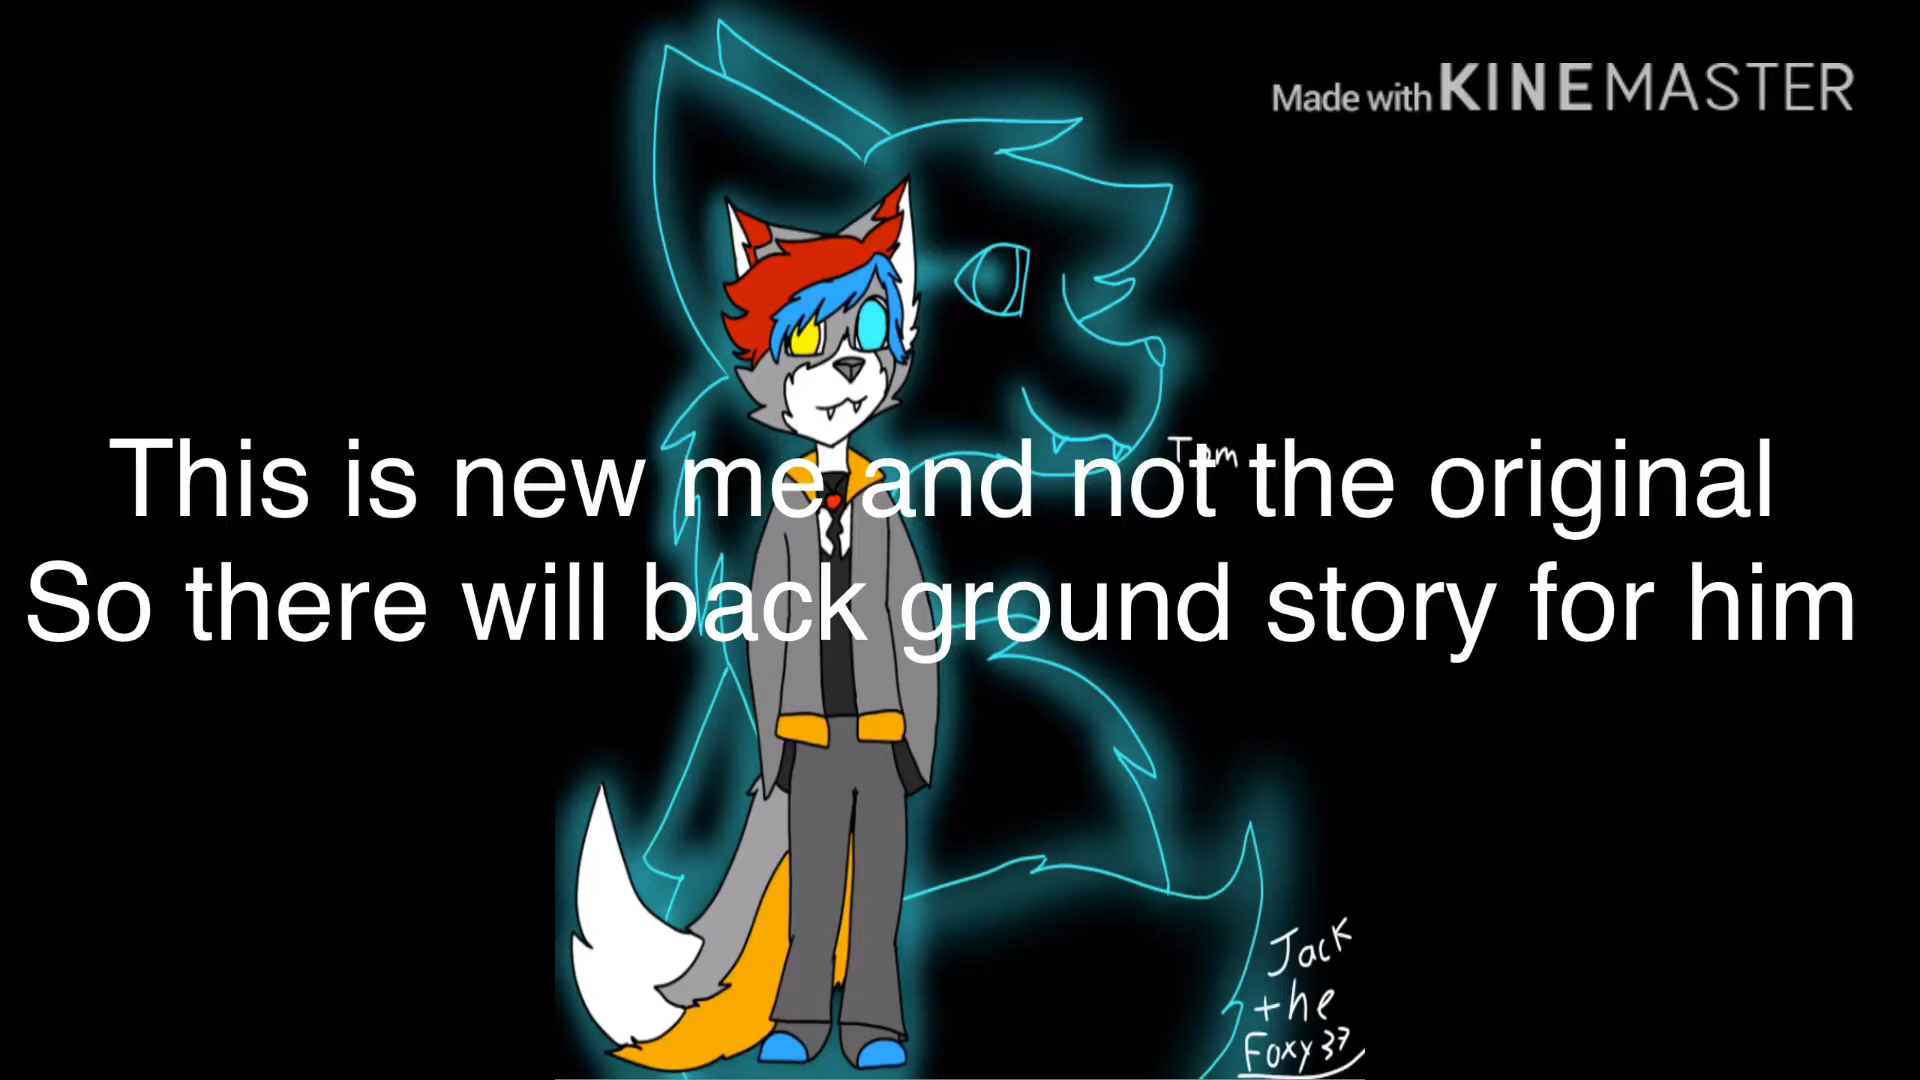 Made with KINEMASTER
This is new me and not the original
So there will back ground story for him
Jack
the
Foxy37